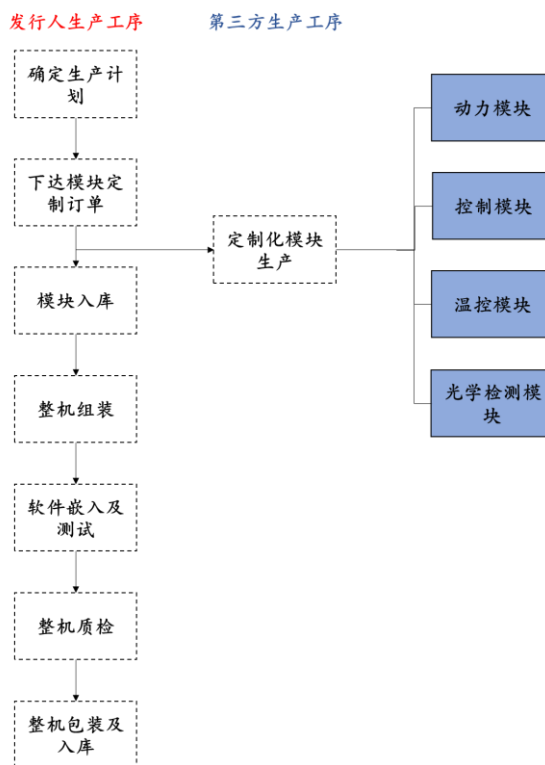 发行人生产工序
第三方生产工序
确定生产计
划
下达模块定
制订单
模块入库
整机组装
软件嵌入及
测试
整机质检
整机包装及
入库
定制化模块
生产
动力模块
控制模块
温控模块
光学检测模
块